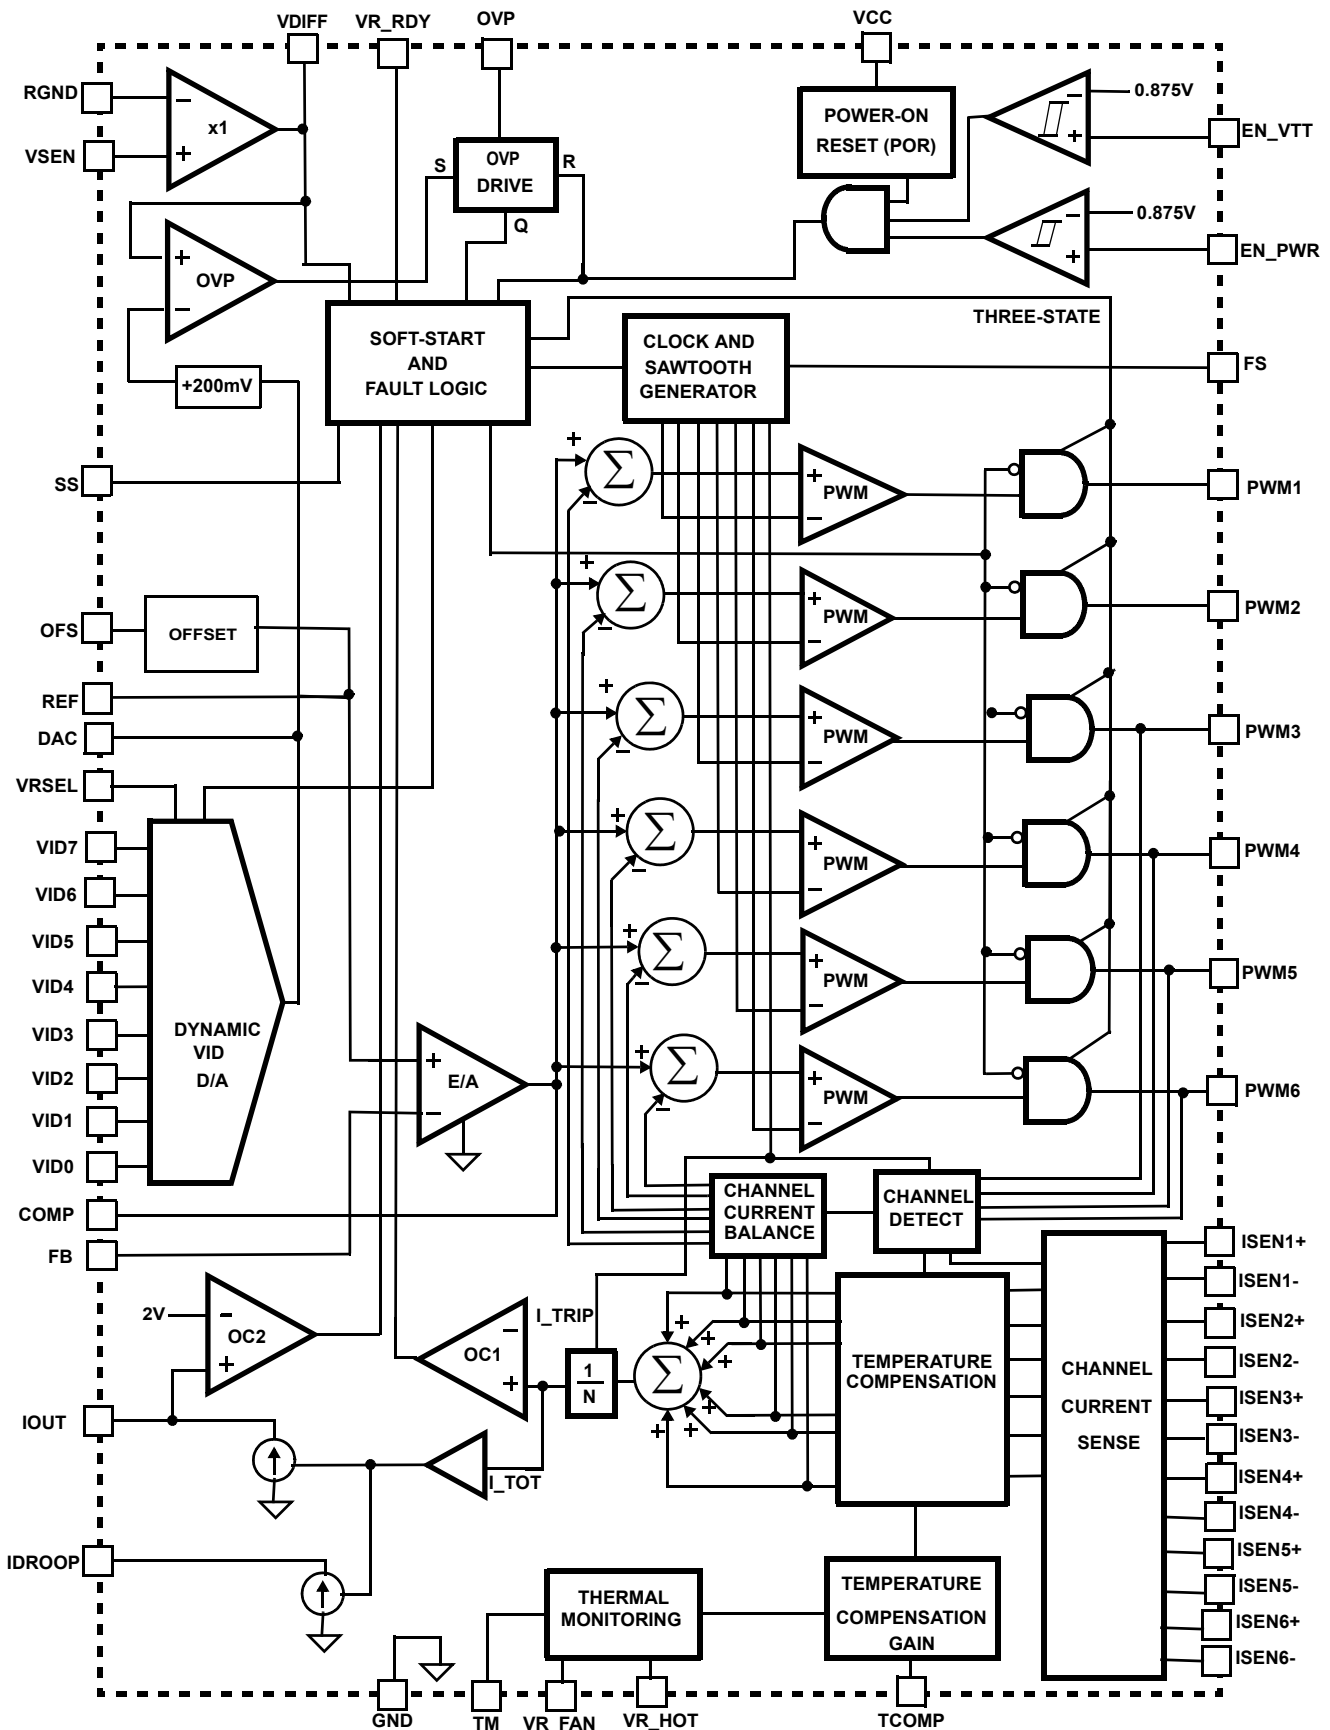 VDIFF
VR_RDY
OVP
VCC
RGND
VSEN
−
x1
+
OVP
DRIVE
S
R
Q
POWER-ON
RESET (POR)
−
+
0.875V
EN_VTT
−
+
0.875V
EN_PWR
+
OVP
−
+200mV
SOFT-START
AND
FAULT LOGIC
CLOCK AND
SAWTOOTH
GENERATOR
THREE-STATE
FS
SS
+
Σ
−
+
PWM
−
PWM1
+
Σ
−
+
PWM
−
PWM2
OFS
OFFSET
REF
DAC
VRSEL
+
Σ
−
+
PWM
−
PWM3
+
Σ
−
+
PWM
−
PWM4
+
Σ
−
+
PWM
−
PWM5
+
Σ
−
+
PWM
−
PWM6
VID7
VID6
VID5
VID4
VID3
VID2
VID1
VID0
DYNAMIC
VID
D/A
+
E/A
−
COMP
FB
CHANNEL
CURRENT
BALANCE
CHANNEL
DETECT
2V
−
OC2
+
I_TRIP
−
OC1
+
1
N
Σ
+
+
+
+
+
+
TEMPERATURE
COMPENSATION
CHANNEL
CURRENT
SENSE
ISEN1+
ISEN1-
ISEN2+
ISEN2-
ISEN3+
ISEN3-
ISEN4+
ISEN4-
ISEN5+
ISEN5-
ISEN6+
ISEN6-
IOUT
I_TOT
IDROOP
THERMAL
MONITORING
TEMPERATURE
COMPENSATION
GAIN
GND
TM
VR_FAN
VR_HOT
TCOMP